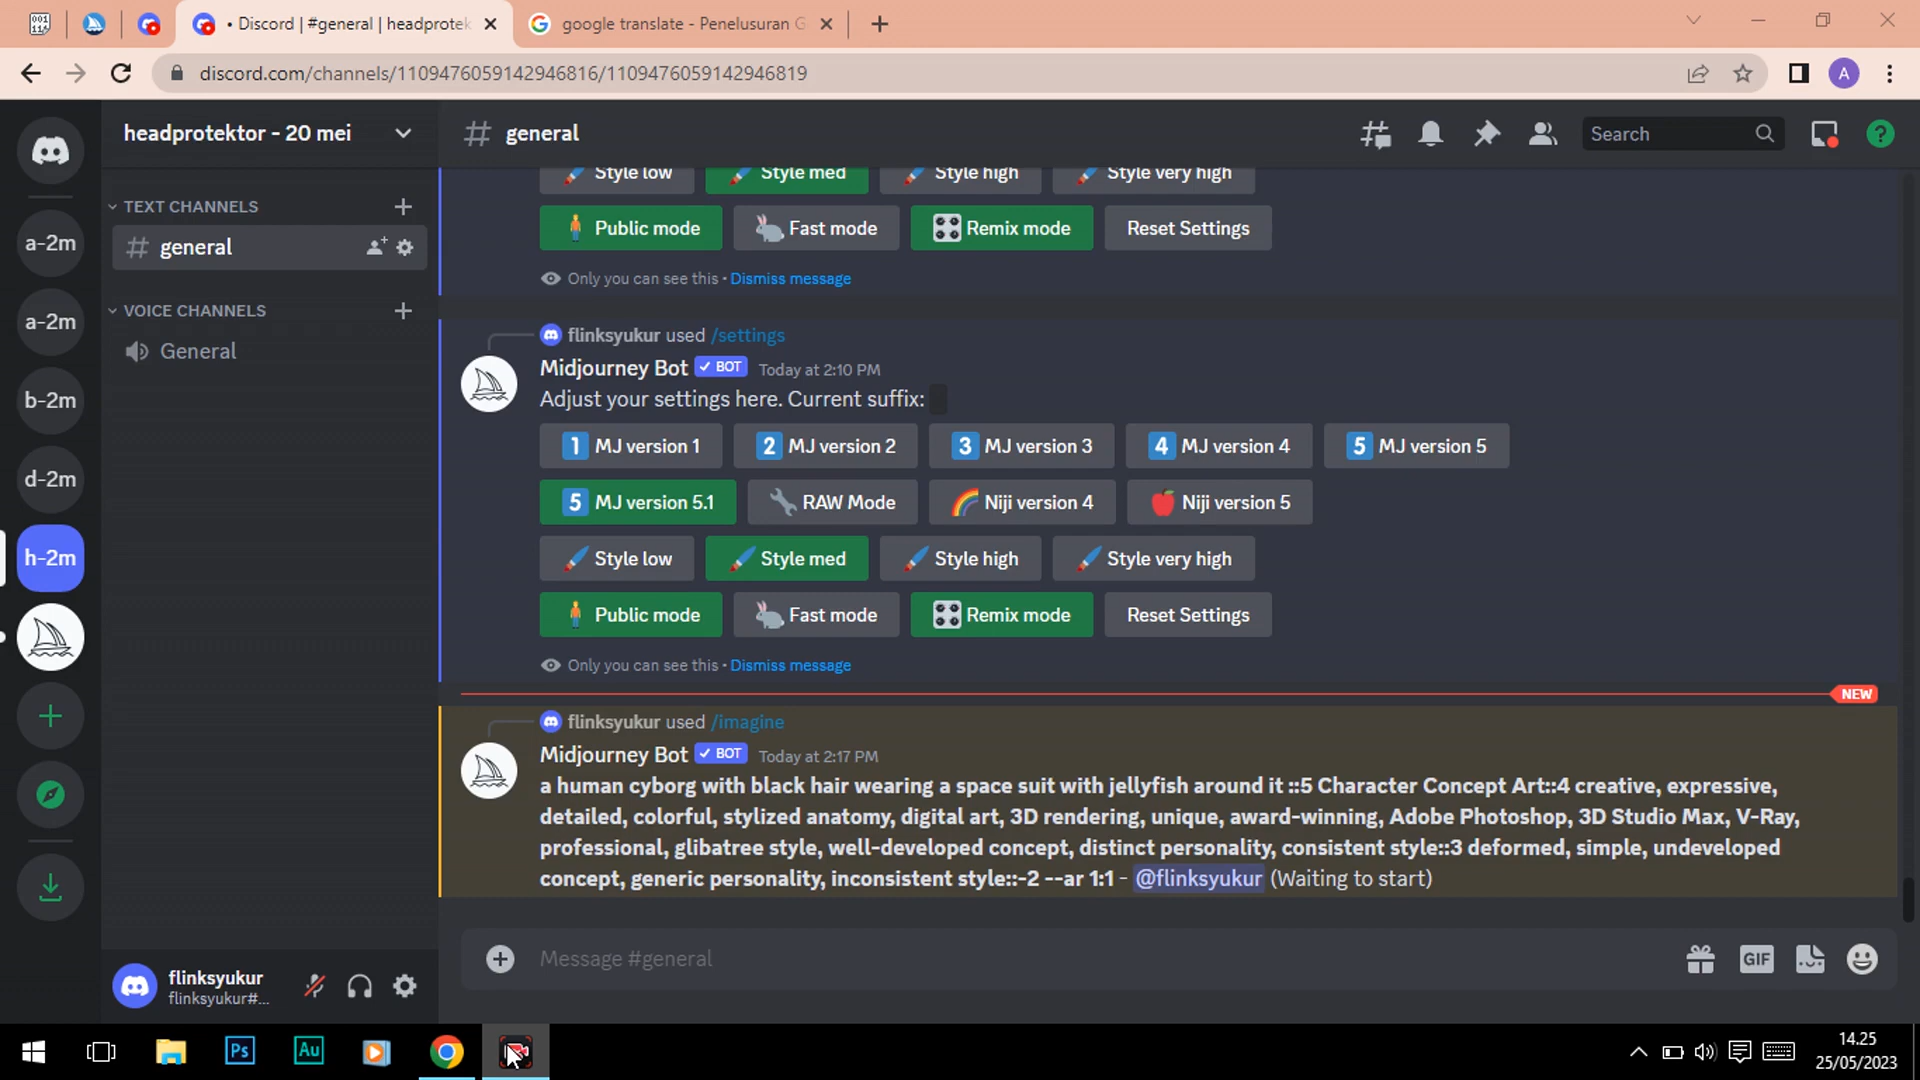 Discord | #general | headprotek
google translate - Penelusuran G
discord.com/channels/1109476059142946816/1109476059142946819
A
headprotektor - 20 mei
general
Search
TEXT CHANNELS
general
VOICE CHANNELS
General
a-2m
a-2m
b-2m
d-2m
h-2m
Style low
Style med
Style high
Style very high
Public mode
Fast mode
Remix mode
Reset Settings
Only you can see this • Dismiss message
flinksyukur used /settings
Midjourney Bot ✓ BOT Today at 2:10 PM
Adjust your settings here. Current suffix:
1 MJ version 1
2 MJ version 2
3 MJ version 3
4 MJ version 4
5 MJ version 5
5 MJ version 5.1
RAW Mode
Niji version 4
Niji version 5
Style low
Style med
Style high
Style very high
Public mode
Fast mode
Remix mode
Reset Settings
Only you can see this • Dismiss message
NEW
flinksyukur used /imagine
Midjourney Bot ✓ BOT Today at 2:17 PM
a human cyborg with black hair wearing a space suit with jellyfish around it ::5 Character Concept Art::4 creative, expressive,
detailed, colorful, stylized anatomy, digital art, 3D rendering, unique, award-winning, Adobe Photoshop, 3D Studio Max, V-Ray,
professional, glibatree style, well-developed concept, distinct personality, consistent style::3 deformed, simple, undeveloped
concept, generic personality, inconsistent style::-2 --ar 1:1 - @flinksyukur (Waiting to start)
Message #general
GIF
flinksyukur
flinksyukur#...
Ps
Au
14.25
25/05/2023